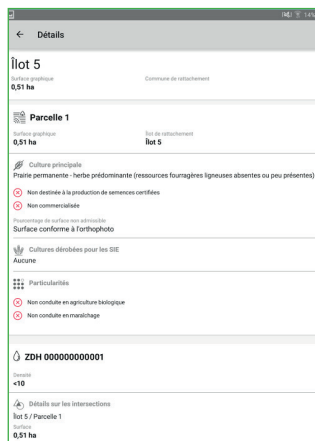 14%
Détails
Îlot 5
Surface graphique Commune de rattachement
0,51 ha
Parcelle 1
Surface graphique Îlot de rattachement
0,51 ha Îlot 5
Culture principale
Prairie permanente - herbe prédominante (ressources fourragères ligneuses absentes ou peu présentes)
Non destinée à la production de semences certifiées
Non commercialisée
Pourcentage de surface non admissible
Surface conforme à l'orthophoto
Cultures dérobées pour les SIE
Aucune
Particularités
Non conduite en agriculture biologique
Non conduite en maraîchage
ZDH 000000000001
Densité
<10
Détails sur les intersections
Îlot 5 / Parcelle 1
Surface
0,51 ha